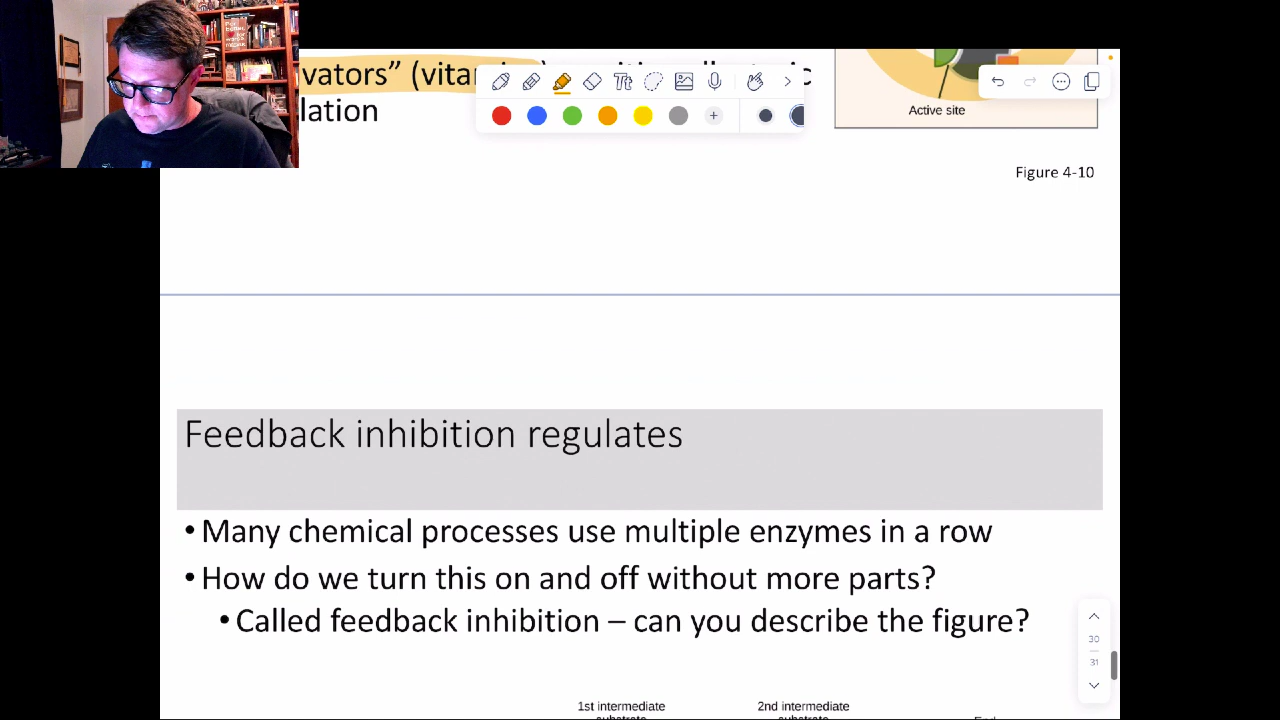 vators” (vita
lation
Active site
Figure 4-10
Feedback inhibition regulates
• Many chemical processes use multiple enzymes in a row
• How do we turn this on and off without more parts?
• Called feedback inhibition – can you describe the figure?
30
31
1st intermediate
2nd intermediate